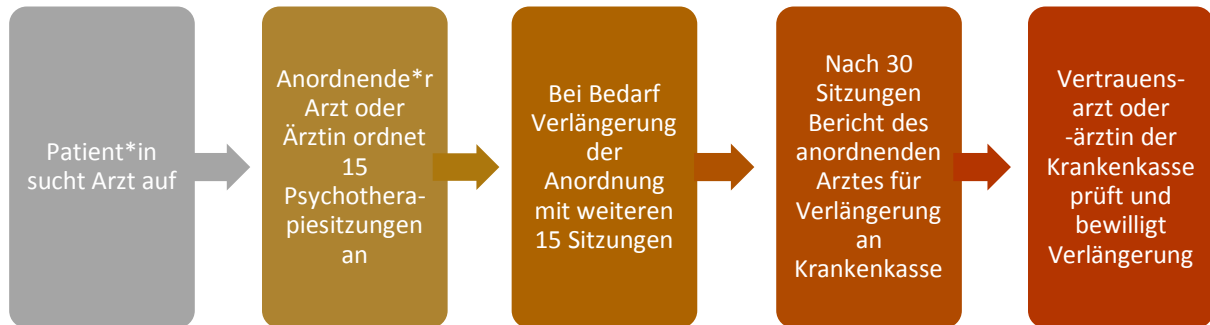 Patient*in
sucht Arzt auf
Anordnende*r
Arzt oder
Ärztin ordnet
15
Psychothera-
piesitzungen
an
Bei Bedarf
Verlängerung
der
Anordnung
mit weiteren
15 Sitzungen
Nach 30
Sitzungen
Bericht des
anordnenden
Arztes für
Verlängerung
an
Krankenkasse
Vertrauens-
arzt oder
-ärztin der
Krankenkasse
prüft und
bewilligt
Verlängerung